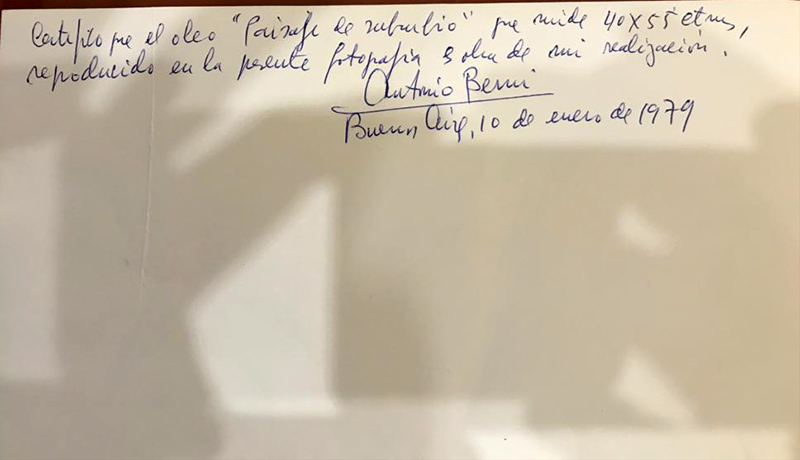 Certifico que el oleo "Paisaje de suburbio" que mide 40 x 55 ctms,
reproducido en la presente fotografia es obra de mi realización.
Antonio Berni
Buenos Aires, 10 de enero de 1979